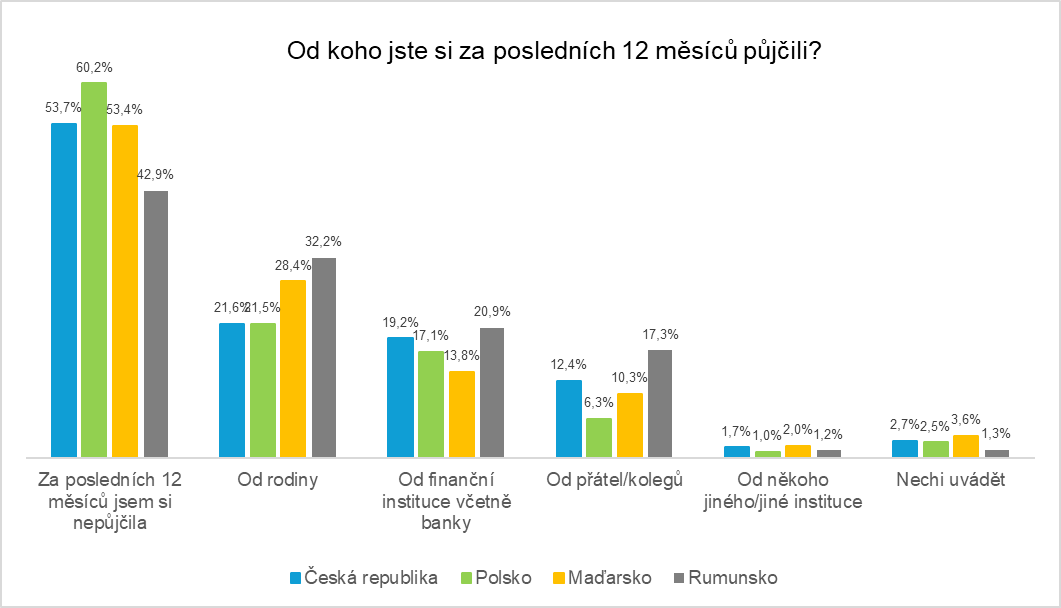 Od koho jste si za posledních 12 měsíců půjčili?
53,7% 60,2% 53,4% 42,9%
21,6% 21,5% 28,4% 32,2%
19,2% 17,1% 13,8% 20,9%
12,4% 6,3% 10,3% 17,3%
1,7% 1,0% 2,0% 1,2%
2,7% 2,5% 3,6% 1,3%
Za posledních 12
měsíců jsem si
nepůjčila
Od rodiny
Od finanční
instituce včetně
banky
Od přátel/kolegů
Od někoho
jiného/jiné instituce
Nechi uvádět
Česká republika Polsko Maďarsko Rumunsko